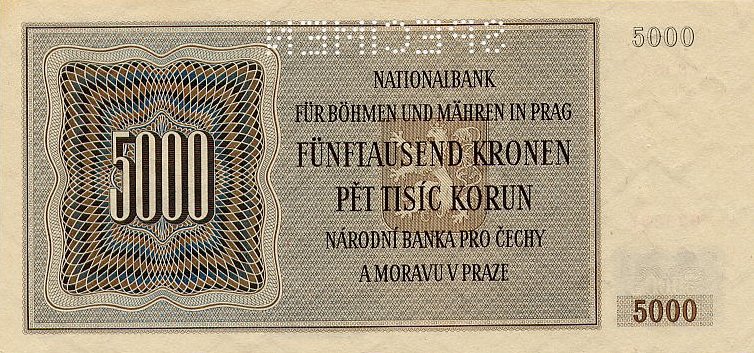 SPECIMEN
5000
5000
NATIONALBANK
FÜR BÖHMEN UND MÄHREN IN PRAG
FÜNFTAUSEND KRONEN
PĚT TISÍC KORUN
NÁRODNÍ BANKA PRO ČECHY
A MORAVU V PRAZE
5000